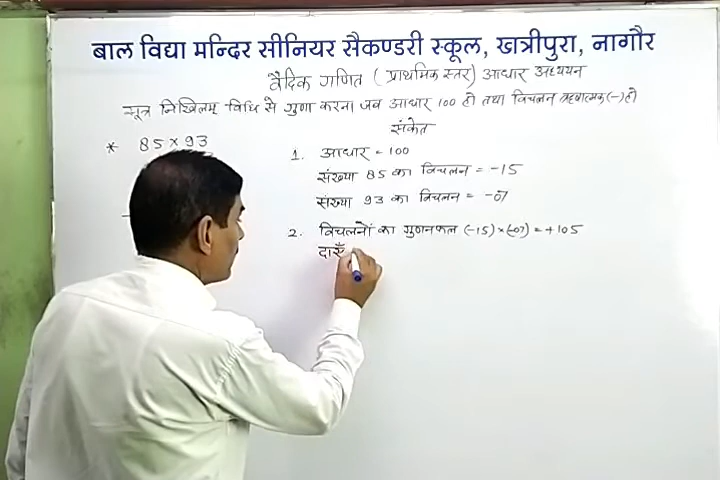 बाल विद्या मन्दिर सीनियर सैकण्डरी स्कूल, खत्रीपुरा, नागौर
वैदिक गणित ( प्राथमिक स्तर ) आधार अध्ययन
सूत्र निखिलम् विधि से गुणा करना जब आधार 100 हो तथा विचलन ऋणात्मक (-) हो
संकेत
* 85 × 93
1. आधार = 100
संख्या 85 का विचलन = -15
संख्या 93 का विचलन = -07
2. विचलनों का गुणनफल (-15) × (-07) = +105
दाएँ